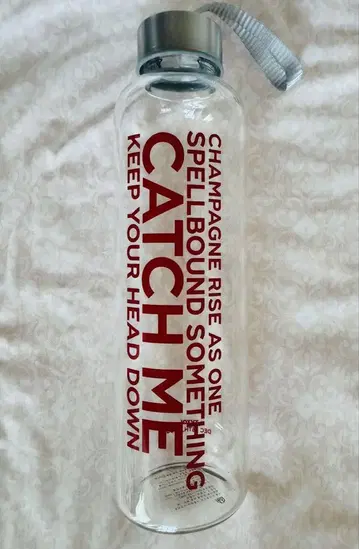 CHAMPAGNE RISE AS ONE
SPELLBOUND SOMETHING
CATCH ME
KEEP YOUR HEAD DOWN